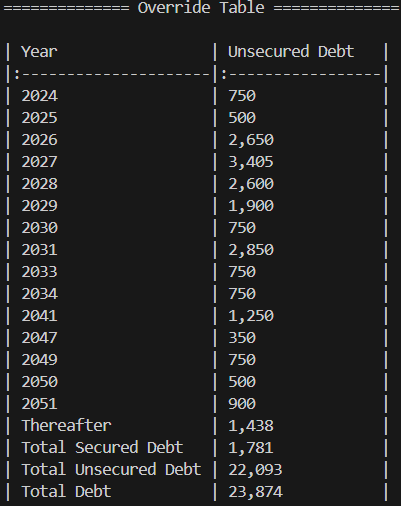 ============== Override Table ==============
| Year | Unsecured Debt |
|:---------------------|:-----------------|
| 2024 | 750 |
| 2025 | 500 |
| 2026 | 2,650 |
| 2027 | 3,405 |
| 2028 | 2,600 |
| 2029 | 1,900 |
| 2030 | 750 |
| 2031 | 2,850 |
| 2033 | 750 |
| 2034 | 750 |
| 2041 | 1,250 |
| 2047 | 350 |
| 2049 | 750 |
| 2050 | 500 |
| 2051 | 900 |
| Thereafter | 1,438 |
| Total Secured Debt | 1,781 |
| Total Unsecured Debt | 22,093 |
| Total Debt | 23,874 |